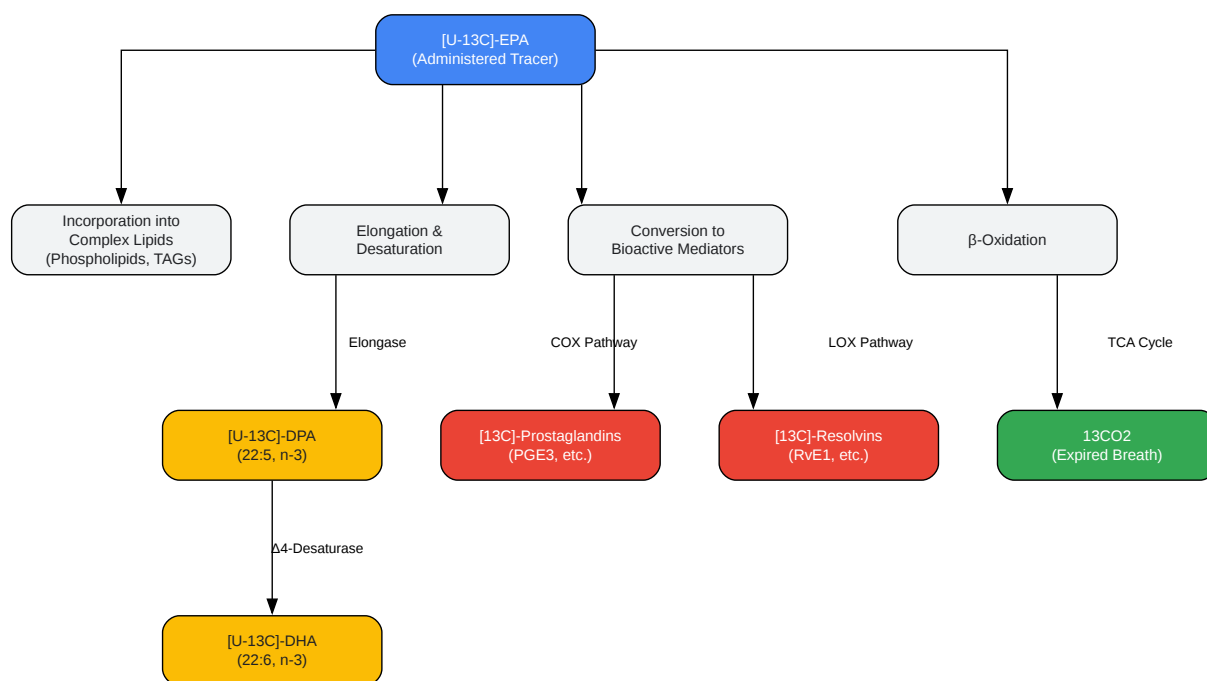 [U-13C]-EPA
(Administered Tracer)
Incorporation into
Complex Lipids
(Phospholipids, TAGs)
Elongation &
Desaturation
Conversion to
Bioactive Mediators
β-Oxidation
Elongase
COX Pathway
LOX Pathway
TCA Cycle
[U-13C]-DPA
(22:5, n-3)
[13C]-Prostaglandins
(PGE3, etc.)
[13C]-Resolvins
(RvE1, etc.)
13CO2
(Expired Breath)
Δ4-Desaturase
[U-13C]-DHA
(22:6, n-3)